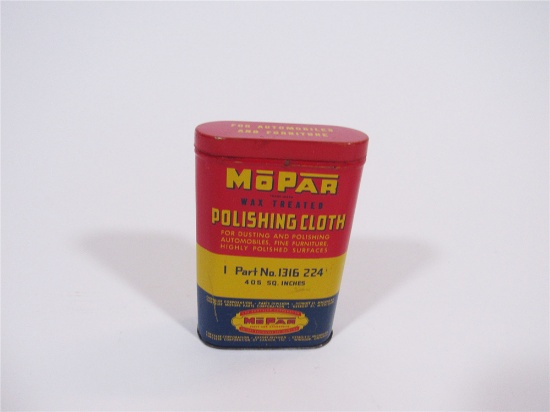 FOR AUTOMOBILES
AND FURNITURE
MOPAR
WAX TREATED
POLISHING CLOTH
FOR DUSTING AND POLISHING
AUTOMOBILES, FINE FURNITURE,
HIGHLY POLISHED SURFACES
1 Part No. 1316 224
405 SQ. INCHES
MOPAR